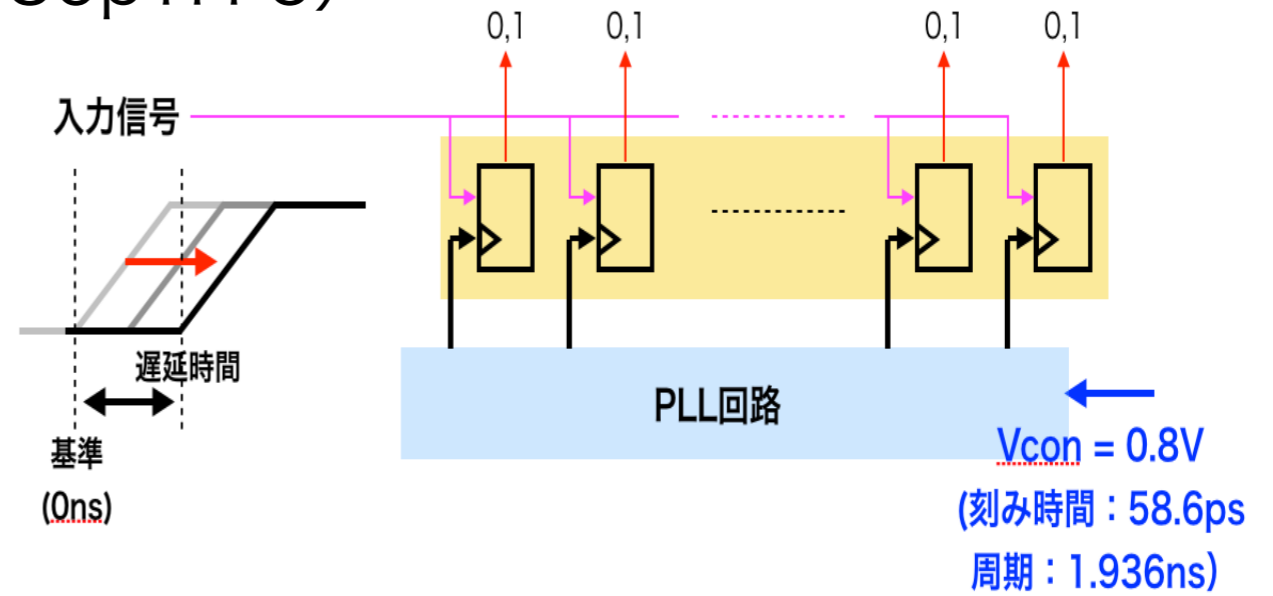 0,1 0,1 0,1 0,1
入力信号
遅延時間
基準
(0ns)
PLL回路
Vcon = 0.8V
(刻み時間：58.6ps
周期：1.936ns)